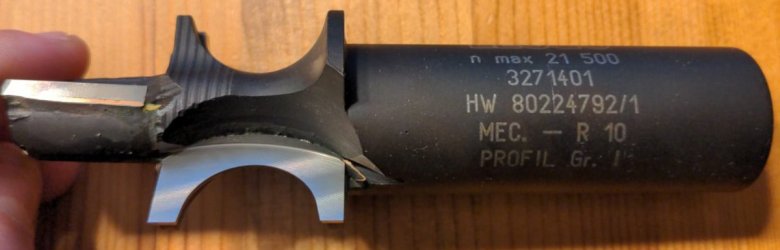 n max 21 500
3271401
HW 80224792/1
MEC. – R 10
PROFIL Gr.